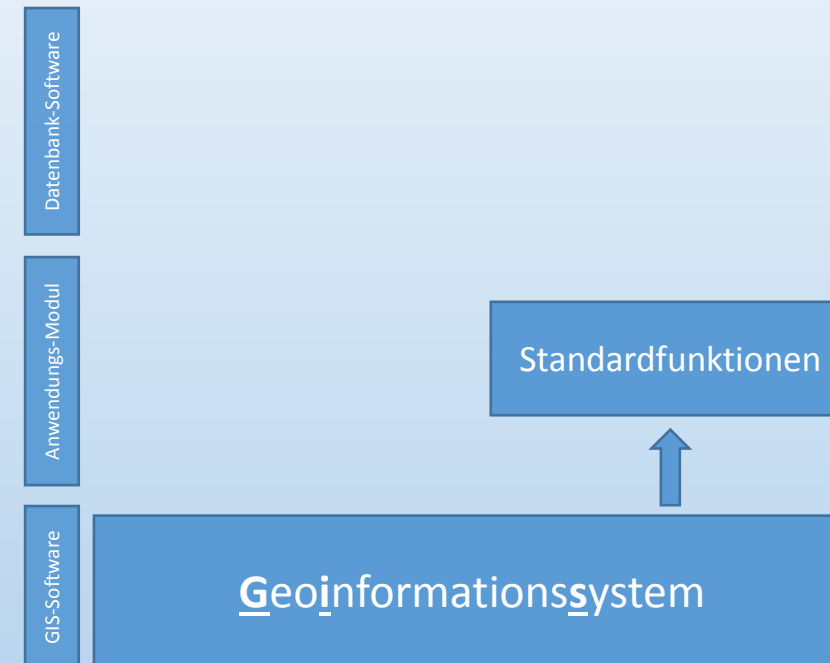 Datenbank-Software
Anwendungs-Modul
Standardfunktionen
GIS-Software
Geoinformationssystem